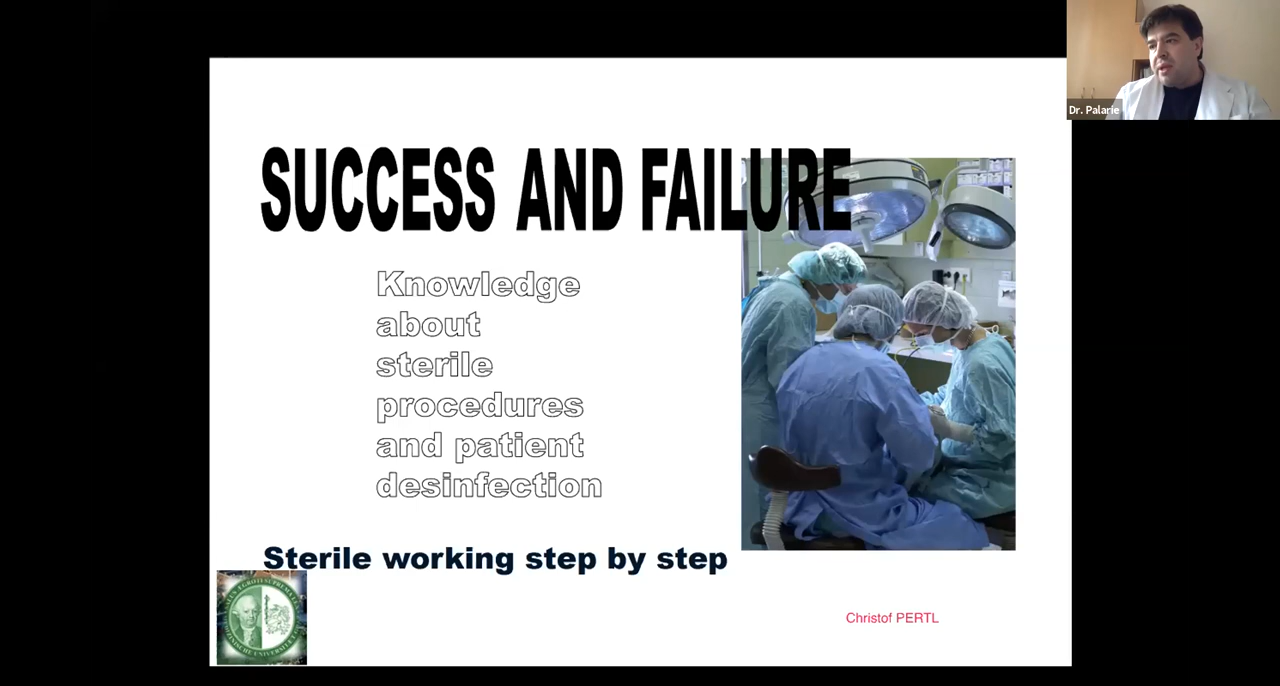 Dr. Palarie
SUCCESS AND FAILURE
Knowledge
about
sterile
procedures
and patient
desinfection
Sterile working step by step
Christof PERTL